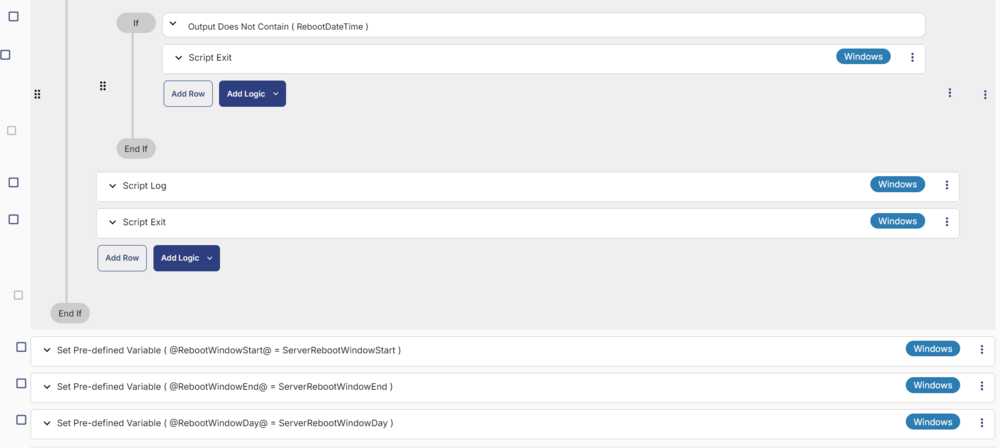 If
Output Does Not Contain ( RebootDateTime )
Script Exit Windows
Add Row Add Logic
End If
Script Log Windows
Script Exit Windows
Add Row Add Logic
End If
Set Pre-defined Variable ( @RebootWindowStart@ = ServerRebootWindowStart ) Windows
Set Pre-defined Variable ( @RebootWindowEnd@ = ServerRebootWindowEnd ) Windows
Set Pre-defined Variable ( @RebootWindowDay@ = ServerRebootWindowDay ) Windows